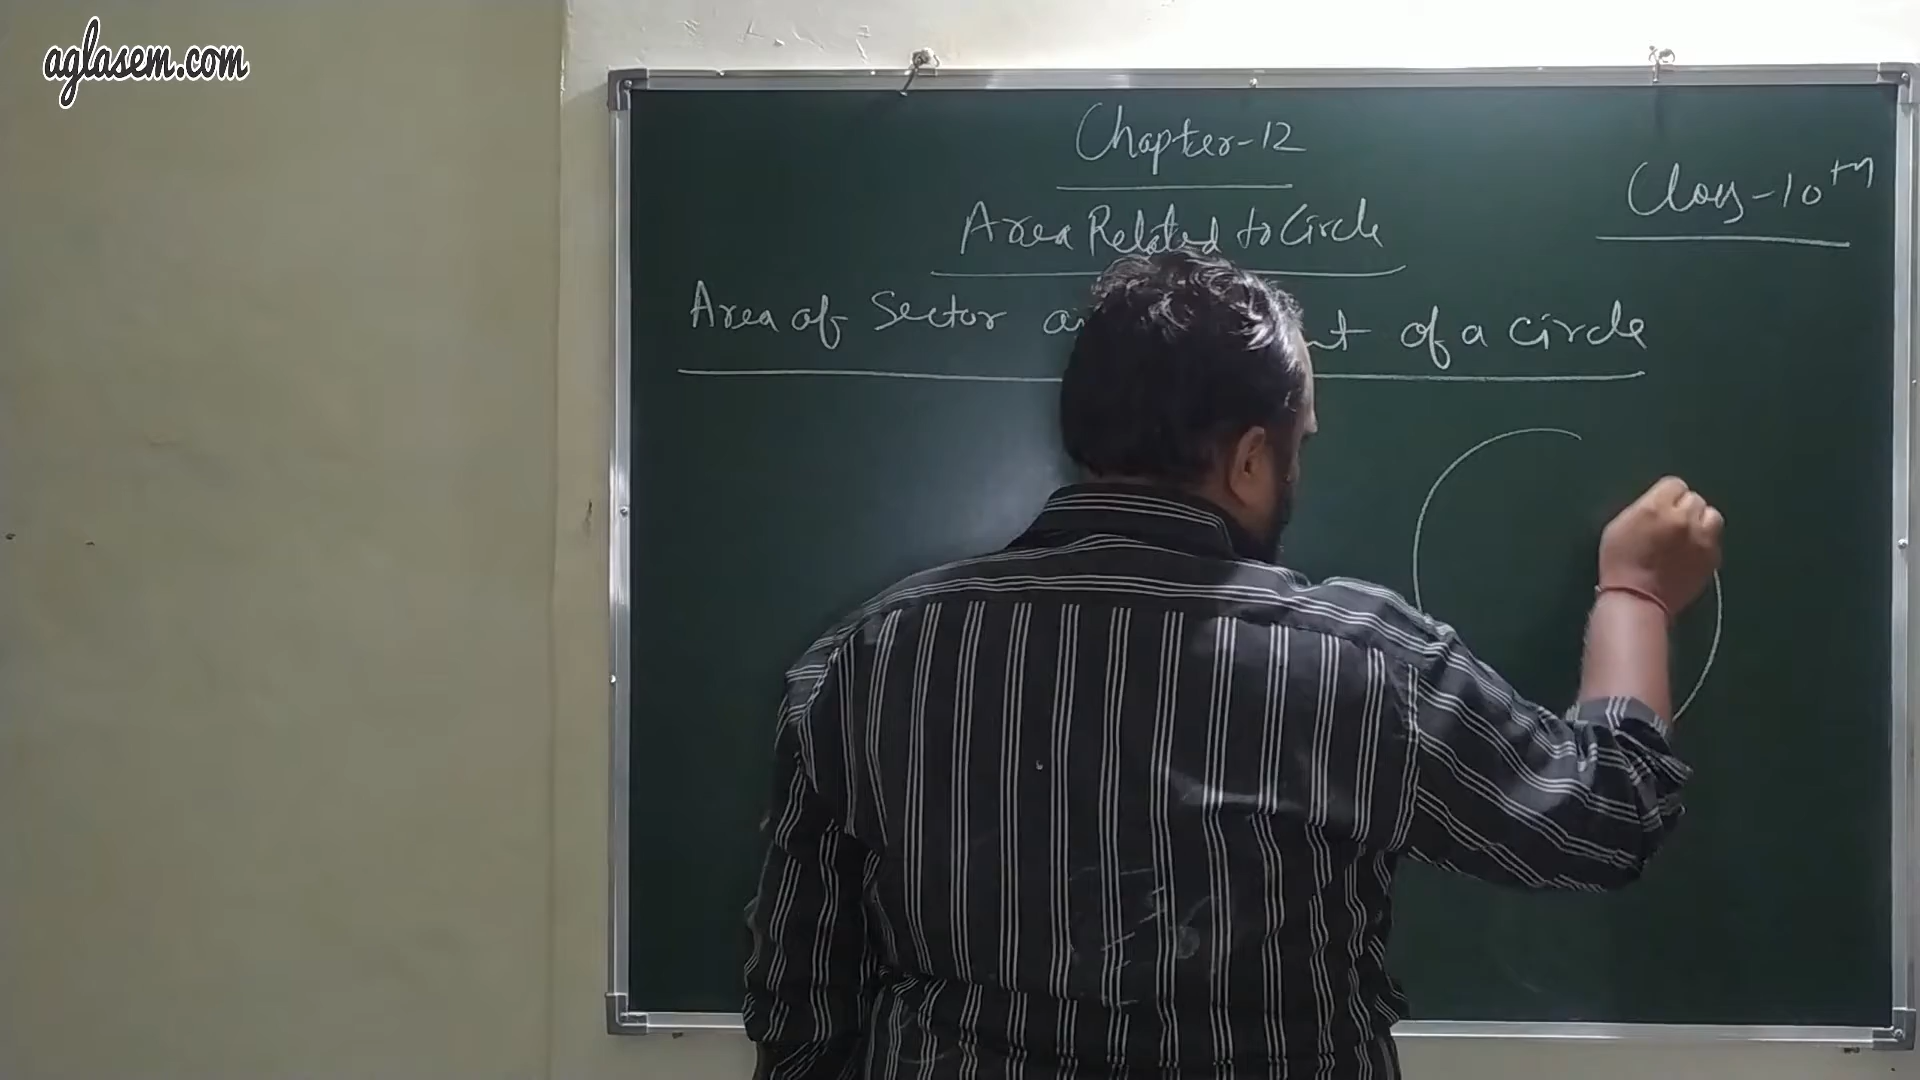 aglasem.com
Chapter-12
Class-10th
Area Related to Circle
Area of Sector of a circle